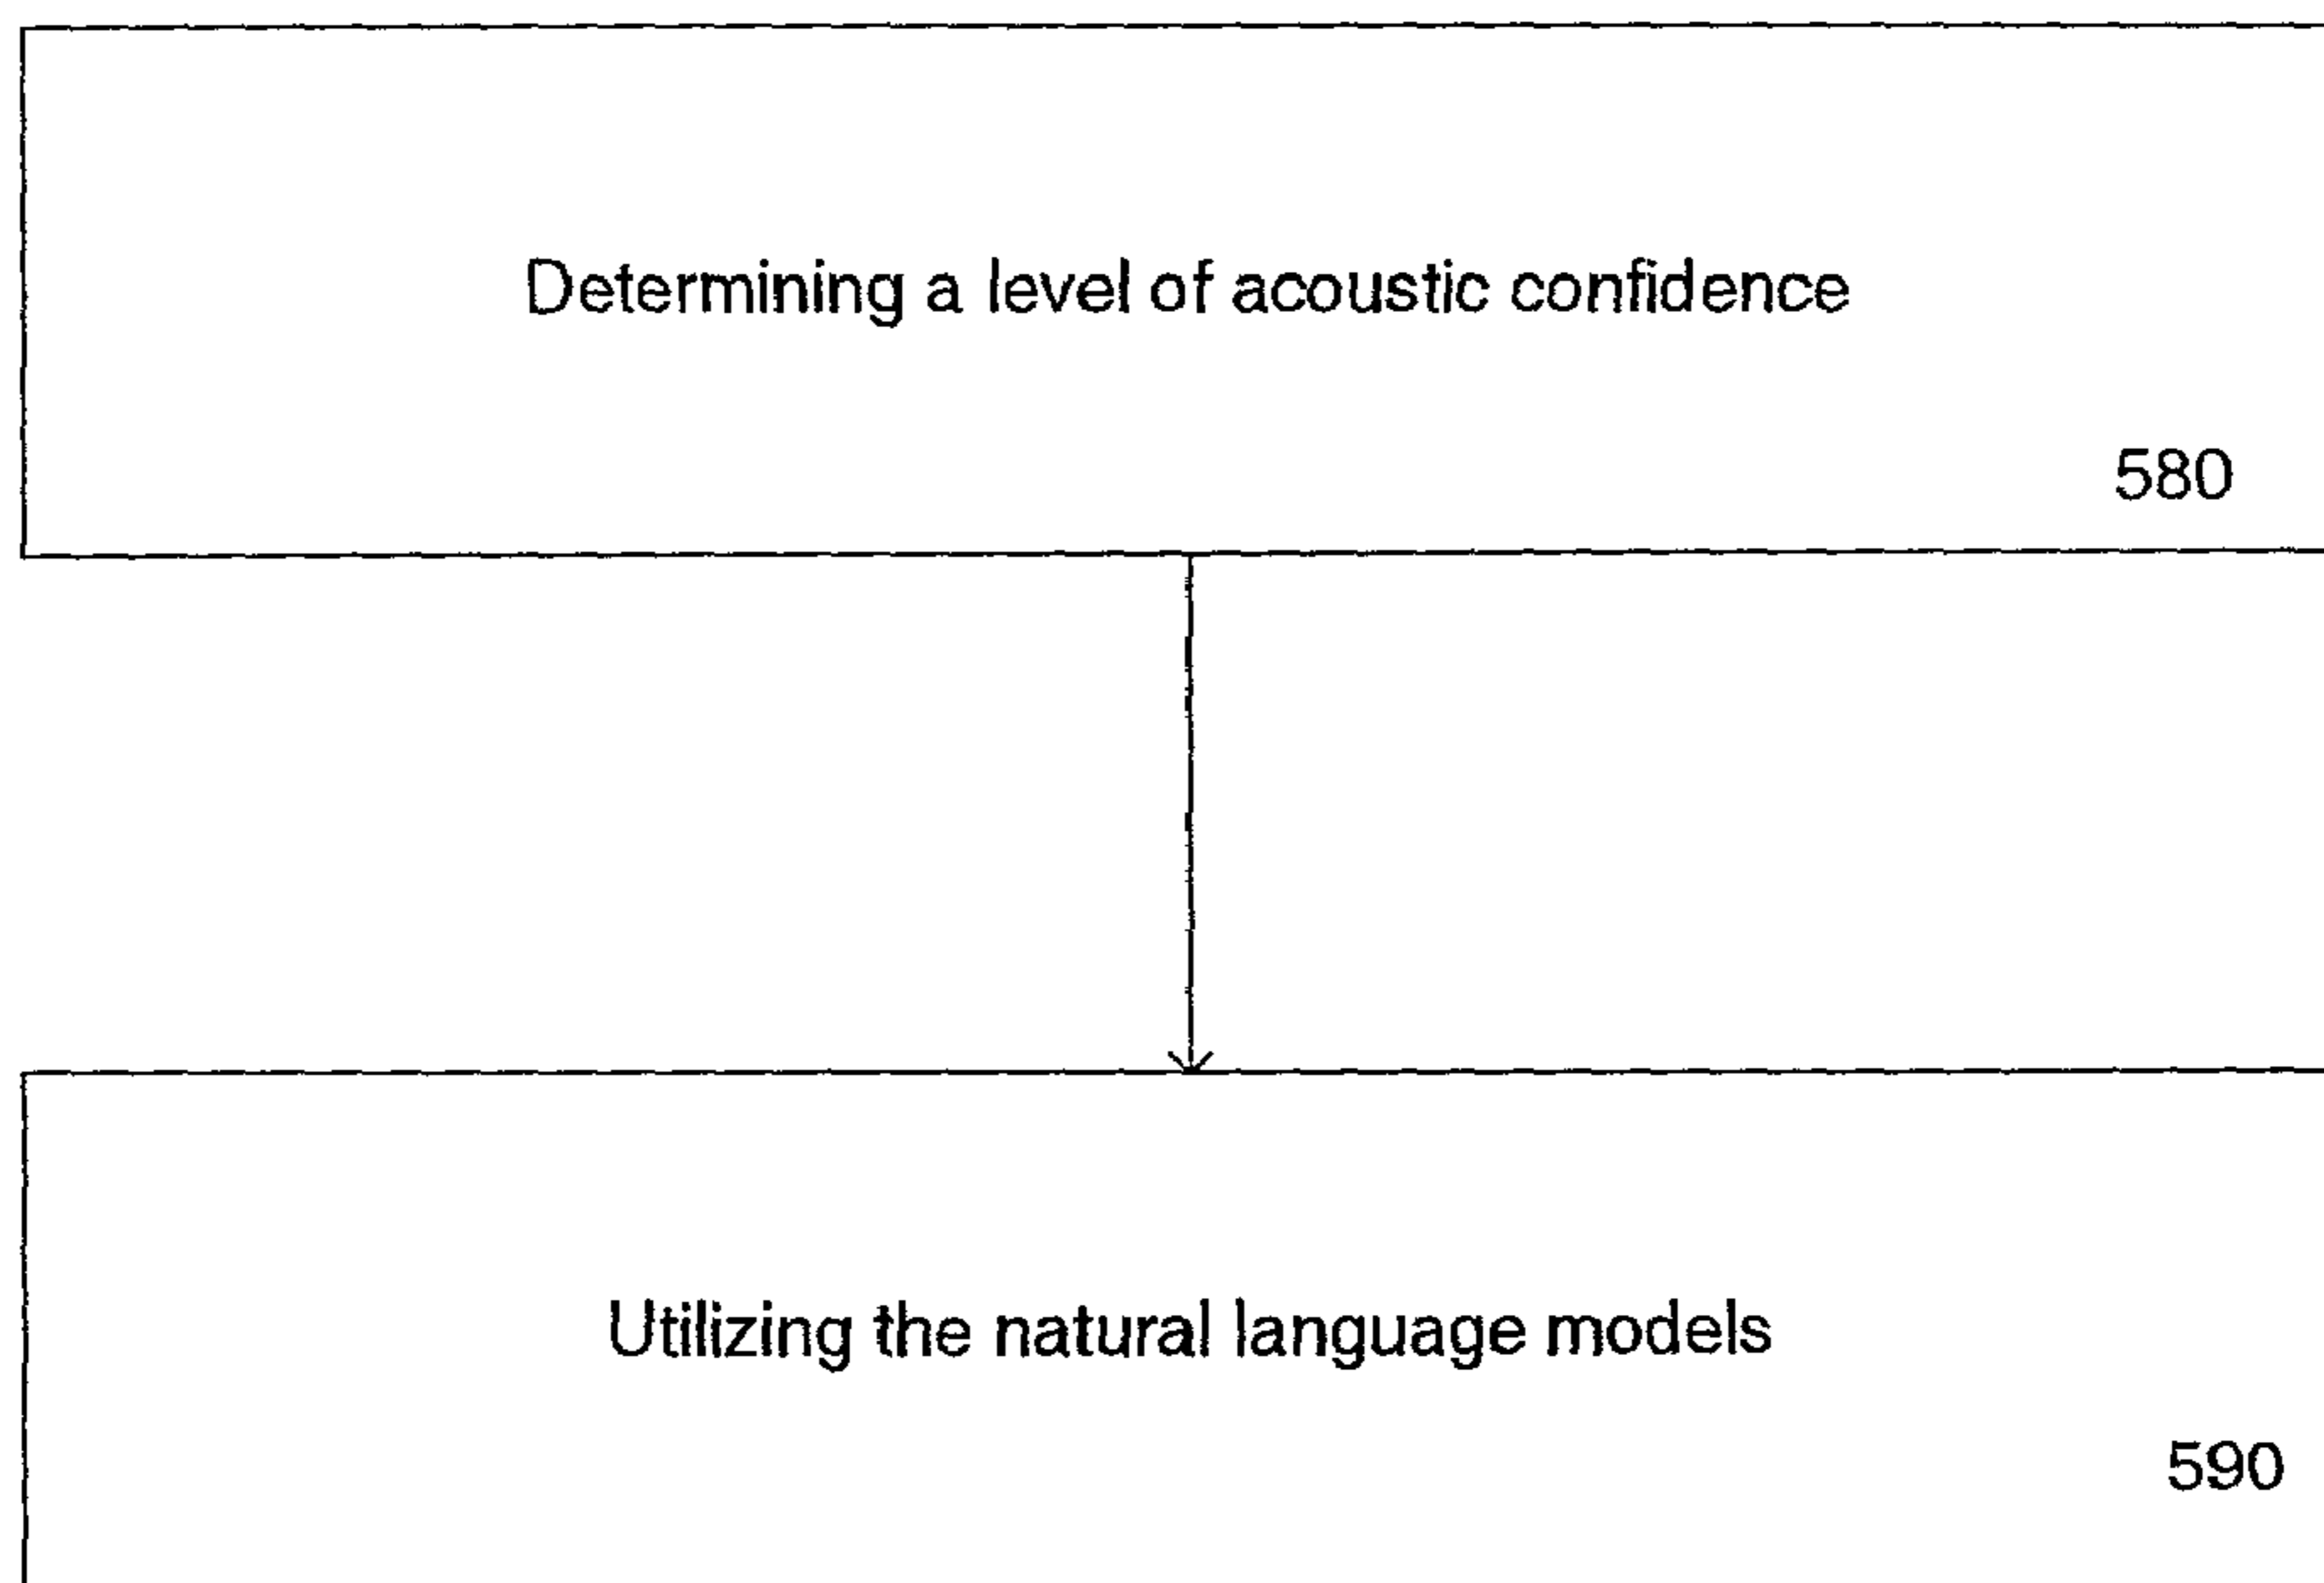 Determining a level of acoustic confidence
580
Utilizing the natural language models
590